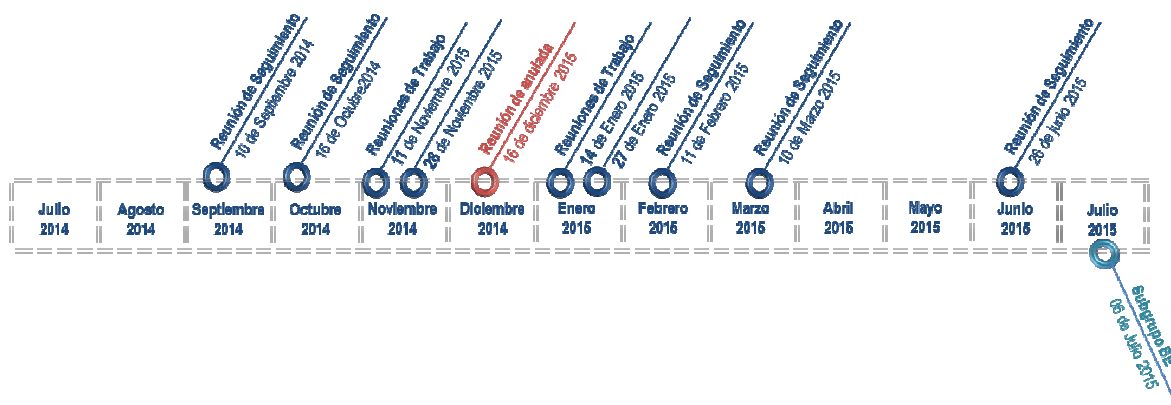 Reunión de Seguimiento
10 de Septiembre 2014
Reunión de Seguimiento
16 de Octubre2014
Reuniones de Trabajo
11 de Noviembre 2015
28 de Noviembre 2015
Reunión de anulada
16 de diciembre 2015
Reuniones de Trabajo
14 de Enero 2015
27 de Enero 2015
Reunión de Seguimiento
11 de Febrero 2015
Reunión de Seguimiento
10 de Marzo 2015
Reunión de Seguimiento
26 de junio 2015
Julio
2014
Agosto
2014
Septiembre
2014
Octubre
2014
Noviembre
2014
Diciembre
2014
Enero
2015
Febrero
2015
Marzo
2015
Abril
2015
Mayo
2015
Junio
2015
Julio
2015
Subgrupo BE
06 de Julio 2015